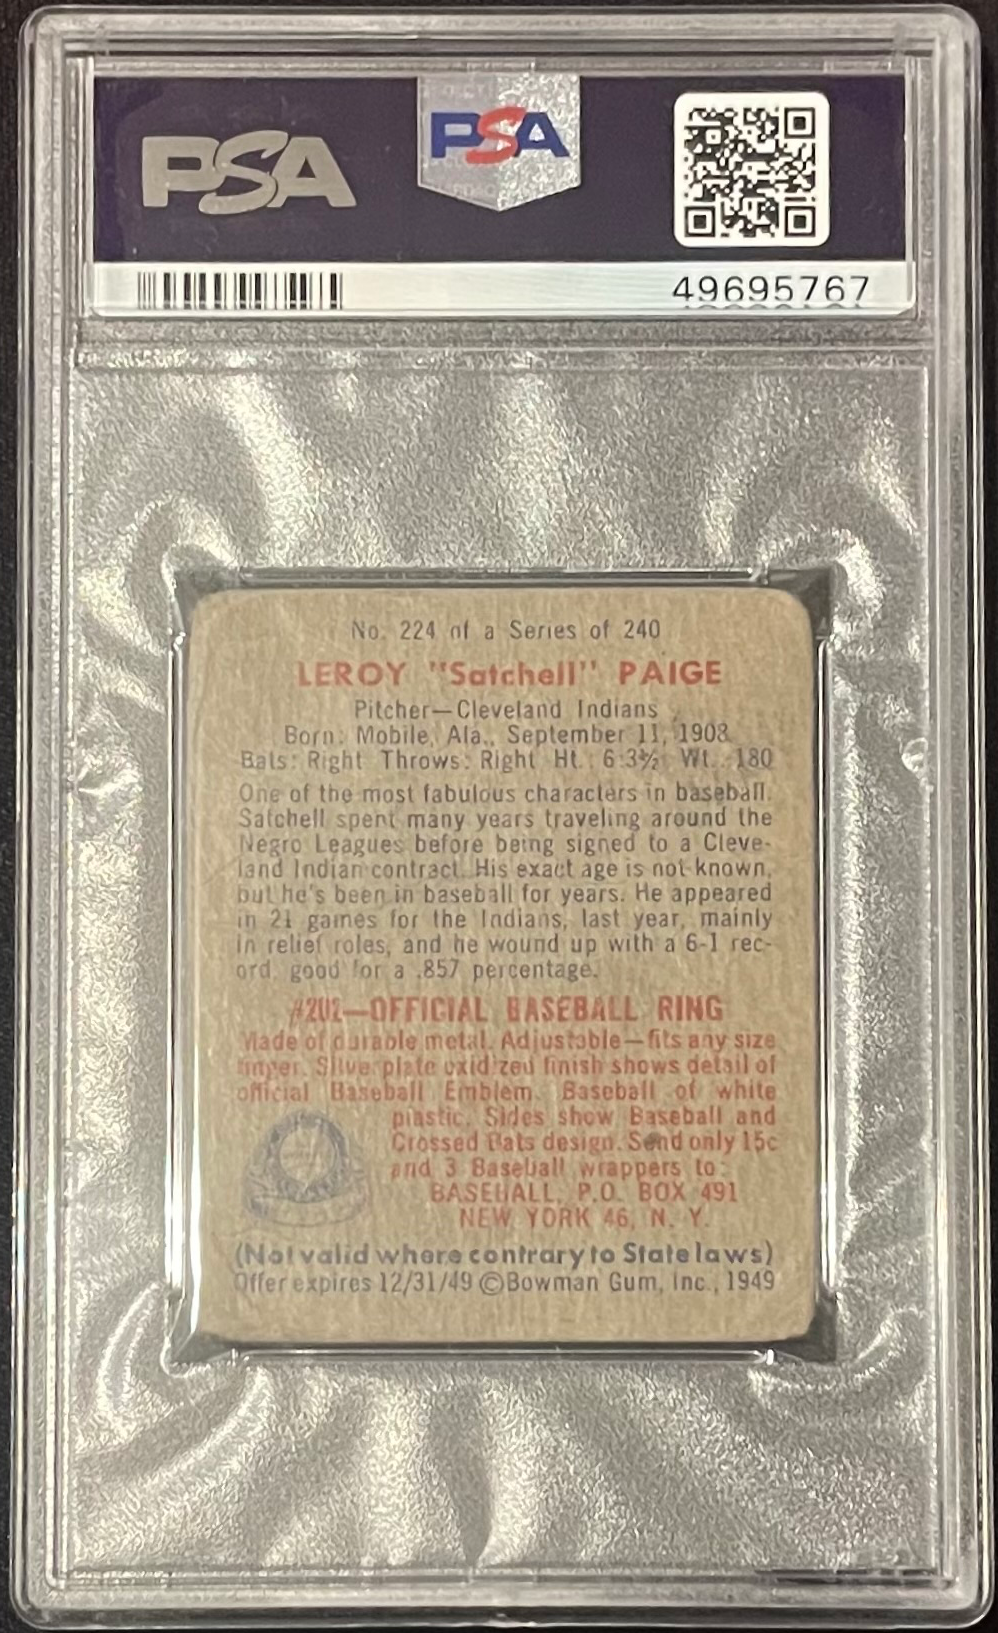 PSA
PSA
49695767
No. 224 of a Series of 240
LEROY "Satchell" PAIGE
Pitcher—Cleveland Indians
Born: Mobile, Ala., September 11, 1908
Bats: Right Throws: Right Ht.: 6:3½ Wt.: 180
One of the most fabulous characters in baseball.
Satchell spent many years traveling around the
Negro Leagues before being signed to a Cleve-
land Indian contract. His exact age is not known,
but he's been in baseball for years. He appeared
in 21 games for the Indians, last year, mainly
in relief roles, and he wound up with a 6-1 rec-
ord, good for a .857 percentage.
#202—OFFICIAL BASEBALL RING
Made of durable metal. Adjustable—fits any size
finger. Silverplate oxidized finish shows detail of
official Baseball Emblem. Baseball of white
plastic. Sides show Baseball and
Crossed Bats design. Send only 15c
and 3 Baseball wrappers to:
BASEBALL, P.O. BOX 491
NEW YORK 46, N. Y.
(Not valid where contrary to State laws)
Offer expires 12/31/49 ©Bowman Gum, Inc., 1949